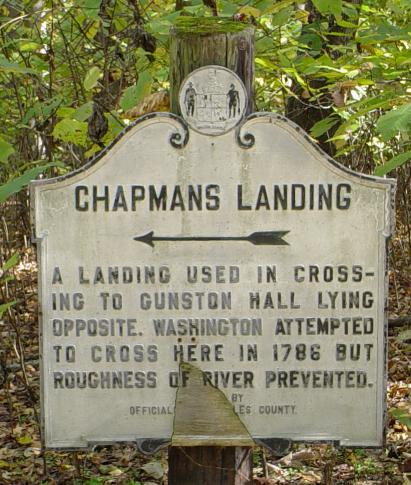 CHAPMANS LANDING
A LANDING USED IN CROSS-
ING TO GUNSTON HALL LYING
OPPOSITE. WASHINGTON ATTEMPTED
TO CROSS HERE IN 1786 BUT
ROUGHNESS OF RIVER PREVENTED.
BY
OFFICIALS LES COUNTY.